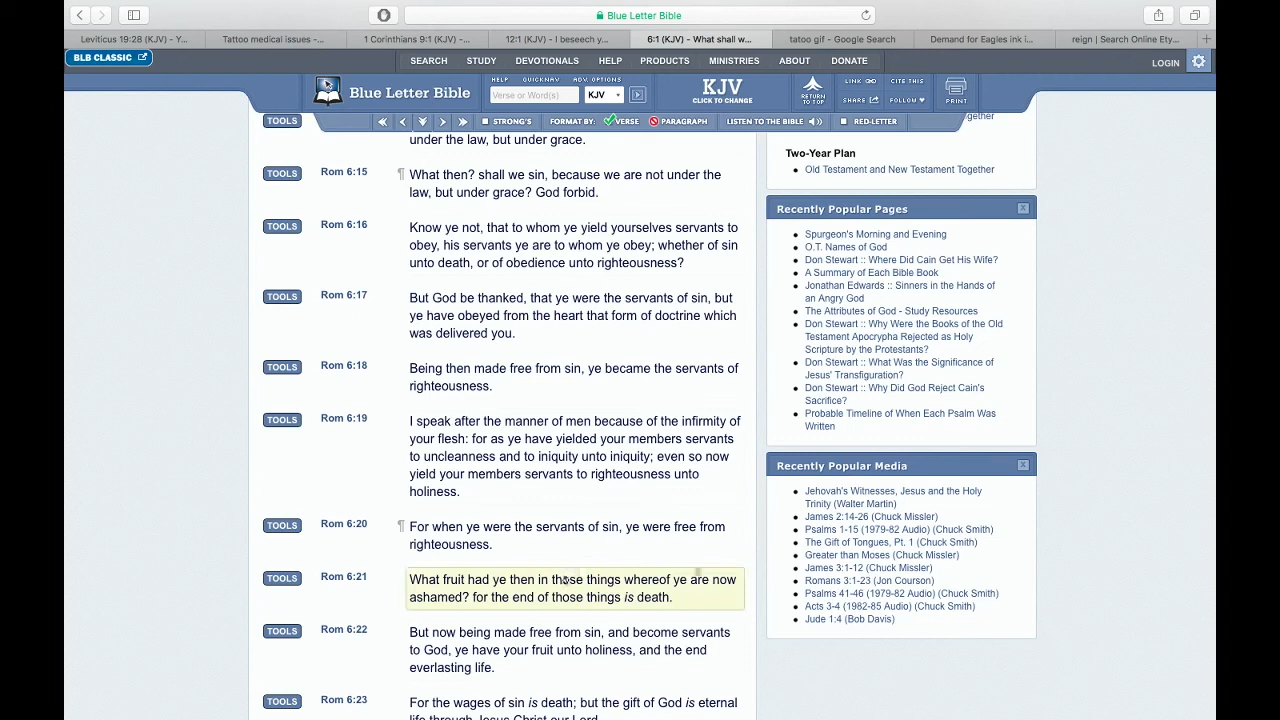 Blue Letter Bible
Leviticus 19:28 (KJV) - Y...
Tattoo medical issues -...
1 Corinthians 9:1 (KJV) -...
12:1 (KJV) - I beseech y...
6:1 (KJV) - What shall w...
tatoo gif - Google Search
Demand for Eagles ink i...
reign | Search Online Ety...
BLB CLASSIC
SEARCH STUDY DEVOTIONALS HELP PRODUCTS MINISTRIES ABOUT DONATE
LOGIN
Blue Letter Bible
HELP QUICKNAV ADV. OPTIONS
Verse or Word(s)
KJV
KJV
CLICK TO CHANGE
RETURN
TO TOP
LINK
CITE THIS
SHARE
FOLLOW
PRINT
STRONG'S FORMAT BY: VERSE PARAGRAPH LISTEN TO THE BIBLE RED-LETTER
TOOLS
under the law, but under grace.
TOOLS Rom 6:15 ¶ What then? shall we sin, because we are not under the
law, but under grace? God forbid.
TOOLS Rom 6:16 Know ye not, that to whom ye yield yourselves servants to
obey, his servants ye are to whom ye obey; whether of sin
unto death, or of obedience unto righteousness?
TOOLS Rom 6:17 But God be thanked, that ye were the servants of sin, but
ye have obeyed from the heart that form of doctrine which
was delivered you.
TOOLS Rom 6:18 Being then made free from sin, ye became the servants of
righteousness.
TOOLS Rom 6:19 I speak after the manner of men because of the infirmity of
your flesh: for as ye have yielded your members servants
to uncleanness and to iniquity unto iniquity; even so now
yield your members servants to righteousness unto
holiness.
TOOLS Rom 6:20 ¶ For when ye were the servants of sin, ye were free from
righteousness.
TOOLS Rom 6:21 What fruit had ye then in those things whereof ye are now
ashamed? for the end of those things is death.
TOOLS Rom 6:22 But now being made free from sin, and become servants
to God, ye have your fruit unto holiness, and the end
everlasting life.
TOOLS Rom 6:23 For the wages of sin is death; but the gift of God is eternal
life through Jesus Christ our Lord.
gether
Two-Year Plan
Old Testament and New Testament Together
Recently Popular Pages
Spurgeon's Morning and Evening
O.T. Names of God
Don Stewart :: Where Did Cain Get His Wife?
A Summary of Each Bible Book
Jonathan Edwards :: Sinners in the Hands of
an Angry God
The Attributes of God - Study Resources
Don Stewart :: Why Were the Books of the Old
Testament Apocrypha Rejected as Holy
Scripture by the Protestants?
Don Stewart :: What Was the Significance of
Jesus' Transfiguration?
Don Stewart :: Why Did God Reject Cain's
Sacrifice?
Probable Timeline of When Each Psalm Was
Written
Recently Popular Media
Jehovah's Witnesses, Jesus and the Holy
Trinity (Walter Martin)
James 2:14-26 (Chuck Missler)
Psalms 1-15 (1979-82 Audio) (Chuck Smith)
The Gift of Tongues, Pt. 1 (Chuck Smith)
Greater than Moses (Chuck Missler)
James 3:1-12 (Chuck Missler)
Romans 3:1-23 (Jon Courson)
Psalms 41-46 (1979-82 Audio) (Chuck Smith)
Acts 3-4 (1982-85 Audio) (Chuck Smith)
Jude 1:4 (Bob Davis)